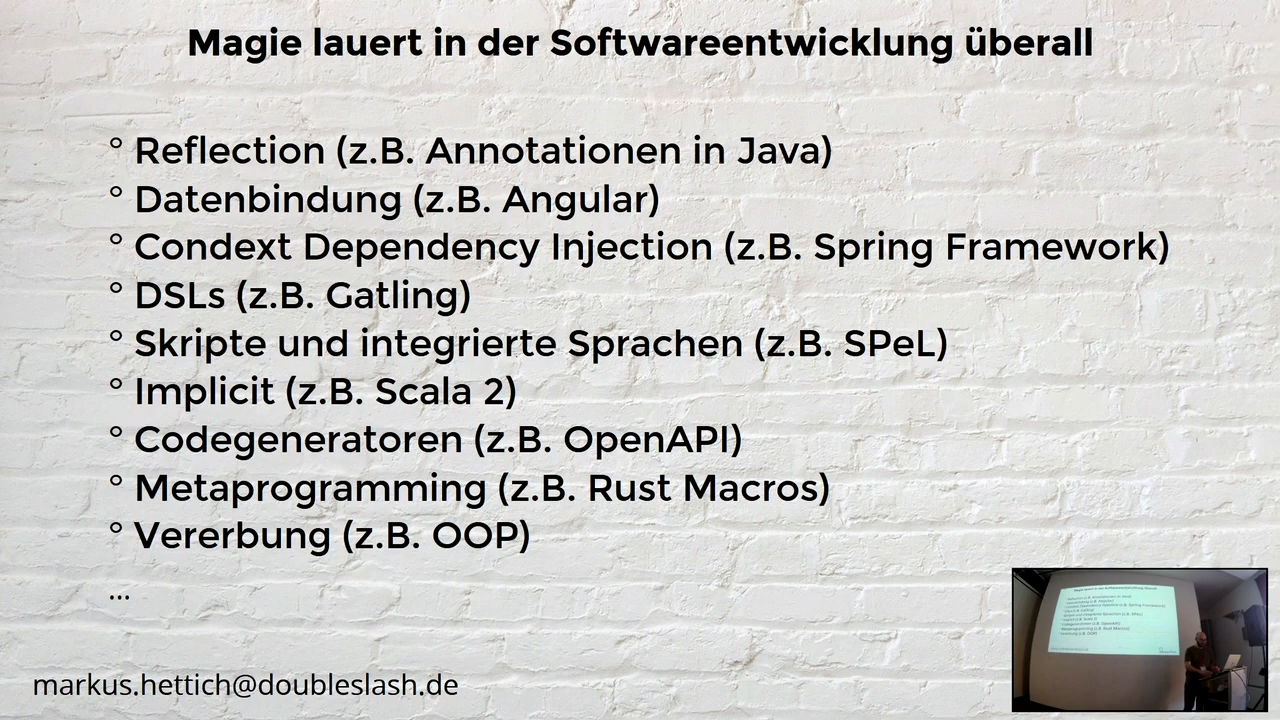 Magie lauert in der Softwareentwicklung überall
° Reflection (z.B. Annotationen in Java)
° Datenbindung (z.B. Angular)
° Condext Dependency Injection (z.B. Spring Framework)
° DSLs (z.B. Gatling)
° Skripte und integrierte Sprachen (z.B. SPeL)
° Implicit (z.B. Scala 2)
° Codegeneratoren (z.B. OpenAPI)
° Metaprogramming (z.B. Rust Macros)
° Vererbung (z.B. OOP)
...
markus.hettich@doubleslash.de